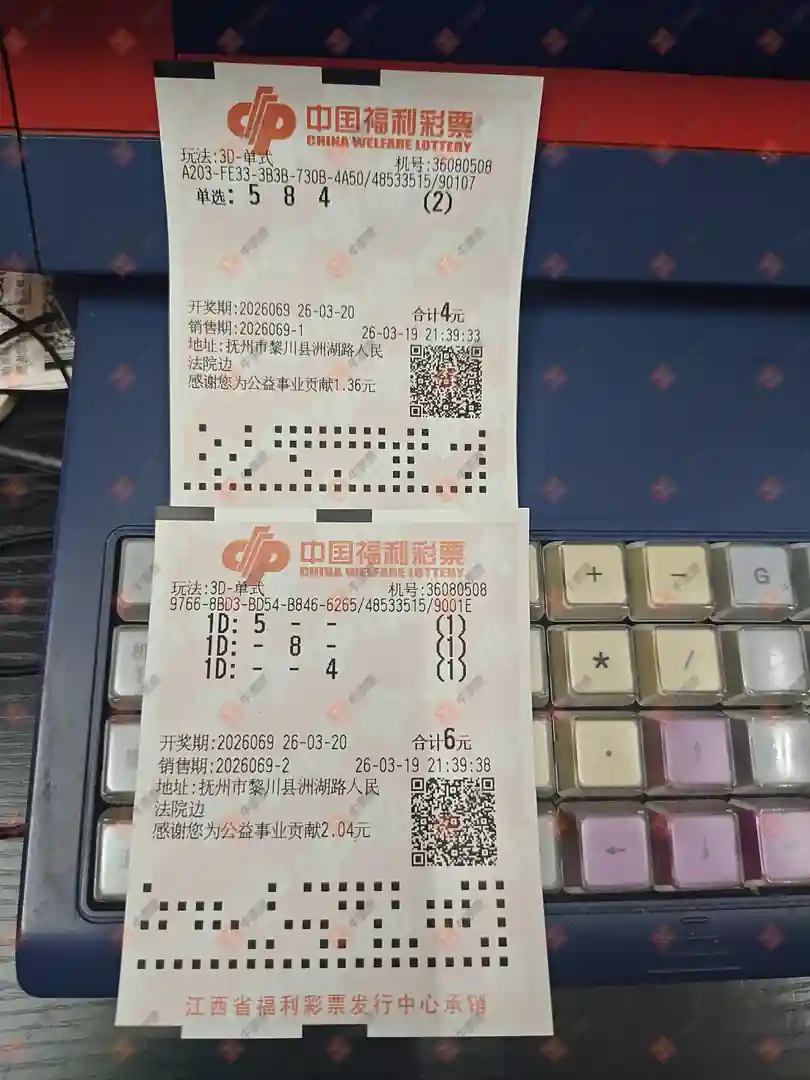 中国福利彩票
CHINA WELFARE LOTTERY
玩法:3D-单式 机号:36080508
A203-FE33-3B3B-730B-4A50/48533515/90107
单选: 5 8 4 (2)
开奖期:2026069 26-03-20 合计4元
销售期:2026069-1 26-03-19 21:39:33
地址:抚州市黎川县洲湖路人民
法院边
感谢您为公益事业贡献1.36元
中国福利彩票
CHINA WELFARE LOTTERY
玩法:3D-单式 机号:36080508
9766-8BD3-BD54-B846-6265/48533515/9001E
1D: 5 - - (1)
1D: - 8 - (1)
1D: - - 4 (1)
开奖期:2026069 26-03-20 合计6元
销售期:2026069-2 26-03-19 21:39:38
地址:抚州市黎川县洲湖路人民
法院边
感谢您为公益事业贡献2.04元
江西省福利彩票发行中心承销
+ - G
* /
.
← ↓